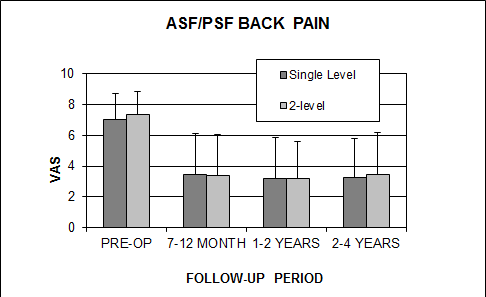 ASF/PSF BACK PAIN
Single Level
2-level
10
8
6
4
2
0
VAS
PRE-OP 7-12 MONTH 1-2 YEARS 2-4 YEARS
FOLLOW-UP PERIOD